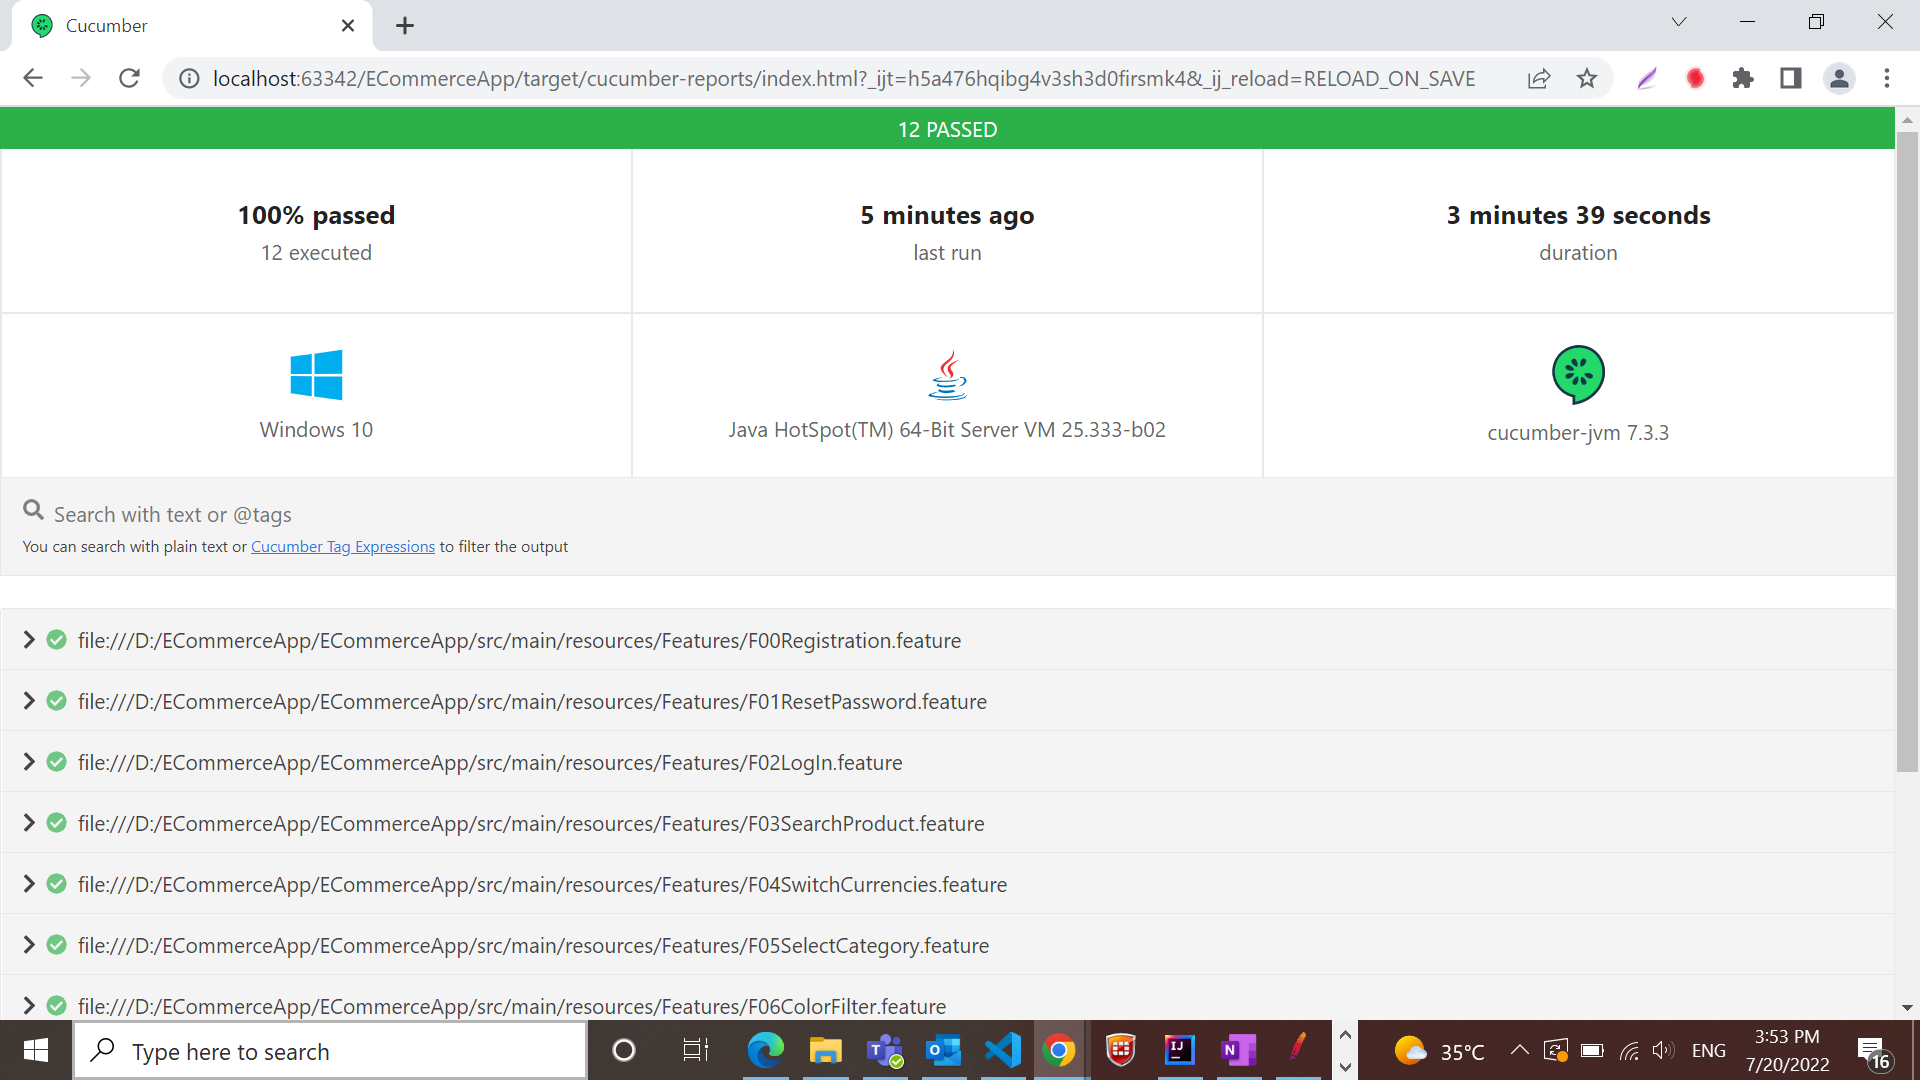 Cucumber
localhost:63342/ECommerceApp/target/cucumber-reports/index.html?_ijt=h5a476hqibg4v3sh3d0firsmk4&_ij_reload=RELOAD_ON_SAVE
12 PASSED
100% passed
12 executed
5 minutes ago
last run
3 minutes 39 seconds
duration
Windows 10
Java HotSpot(TM) 64-Bit Server VM 25.333-b02
cucumber-jvm 7.3.3
Search with text or @tags
You can search with plain text or Cucumber Tag Expressions to filter the output
file:///D:/ECommerceApp/ECommerceApp/src/main/resources/Features/F00Registration.feature
file:///D:/ECommerceApp/ECommerceApp/src/main/resources/Features/F01ResetPassword.feature
file:///D:/ECommerceApp/ECommerceApp/src/main/resources/Features/F02LogIn.feature
file:///D:/ECommerceApp/ECommerceApp/src/main/resources/Features/F03SearchProduct.feature
file:///D:/ECommerceApp/ECommerceApp/src/main/resources/Features/F04SwitchCurrencies.feature
file:///D:/ECommerceApp/ECommerceApp/src/main/resources/Features/F05SelectCategory.feature
file:///D:/ECommerceApp/ECommerceApp/src/main/resources/Features/F06ColorFilter.feature
Type here to search
T
O
IJ
N
35°C
ENG
3:53 PM
7/20/2022
16